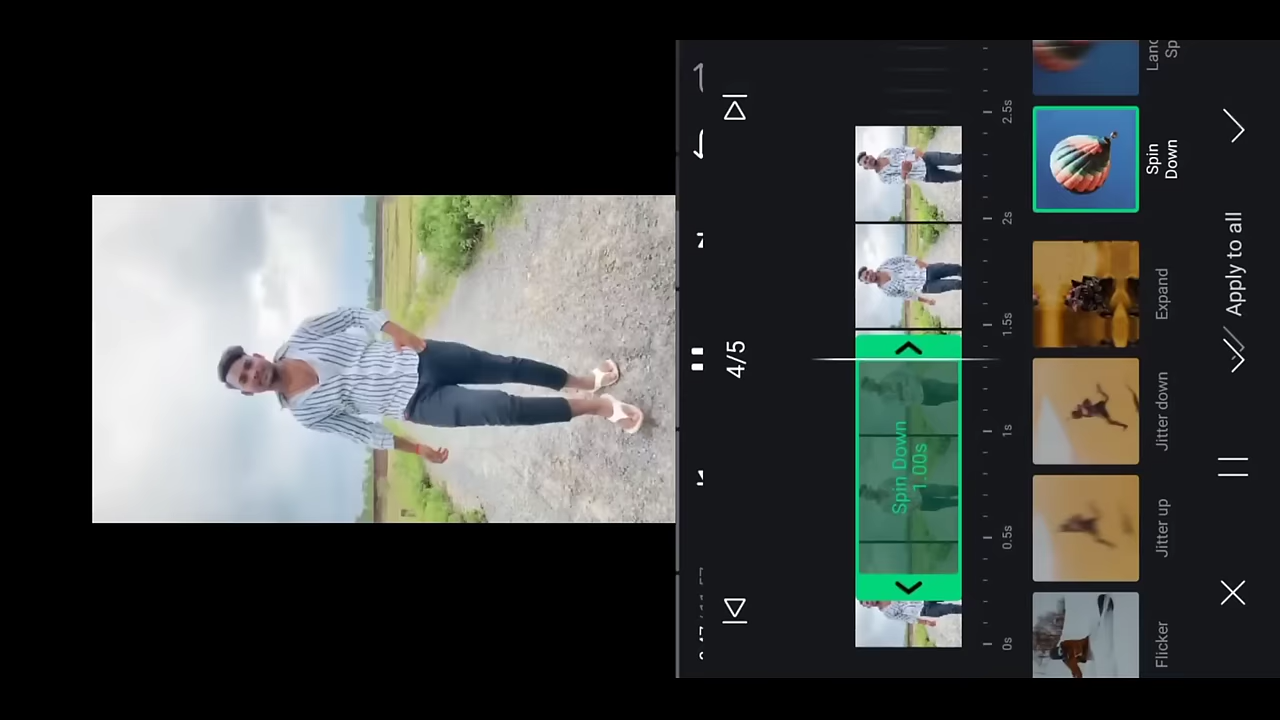 4/5
Spin Down
1.00s
0s
0.5s
1s
1.5s
2s
2.5s
Flicker
Jitter up
Jitter down
Expand
Spin
Down
Apply to all